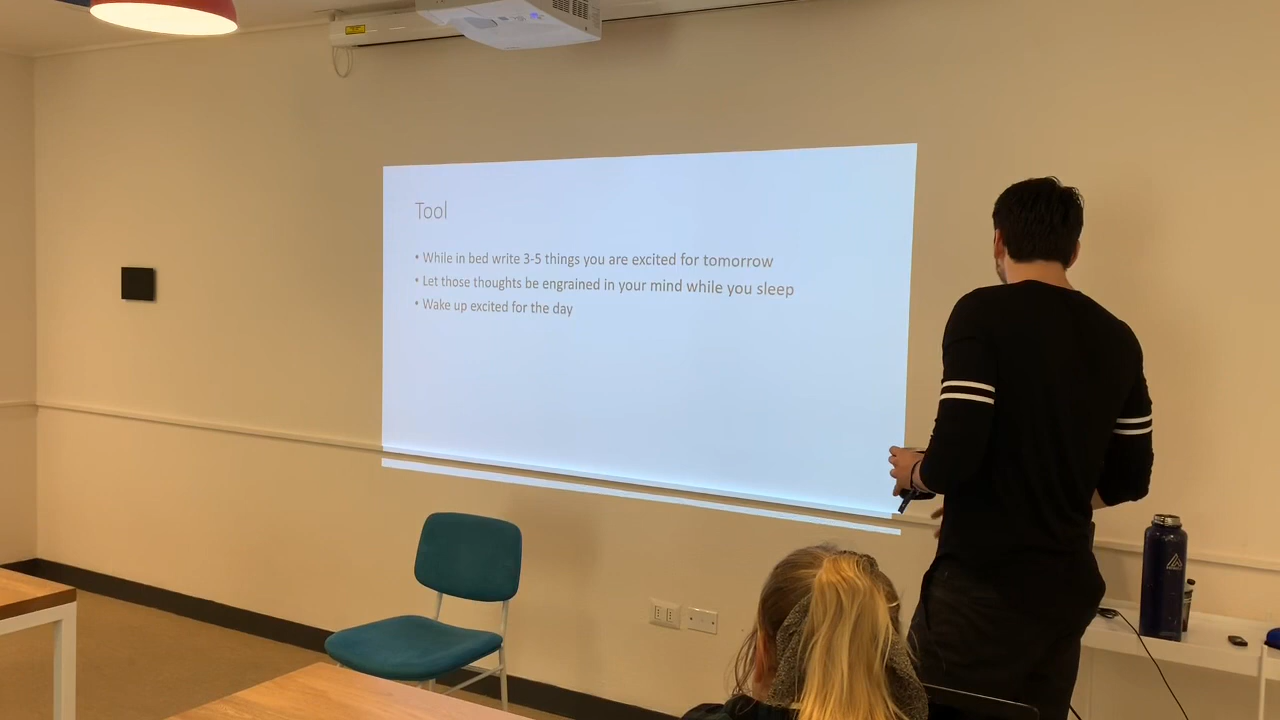 Tool
• While in bed write 3-5 things you are excited for tomorrow
• Let those thoughts be engrained in your mind while you sleep
• Wake up excited for the day